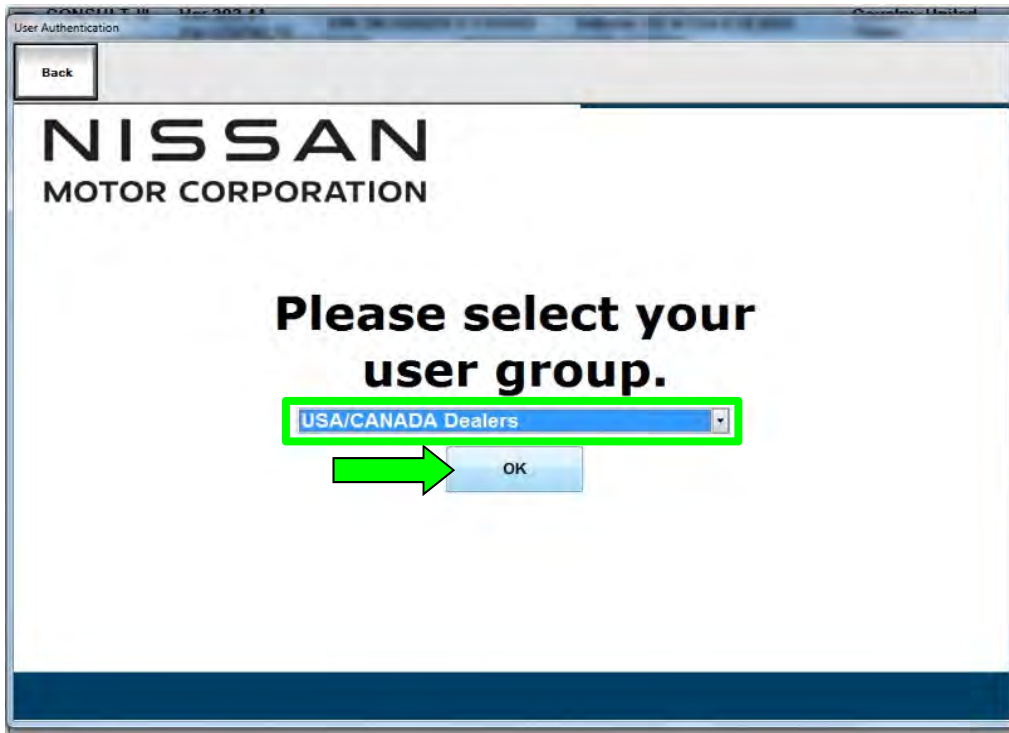 User Authentication
Back
NISSAN
MOTOR CORPORATION
Please select your
user group.
USA/CANADA Dealers
OK